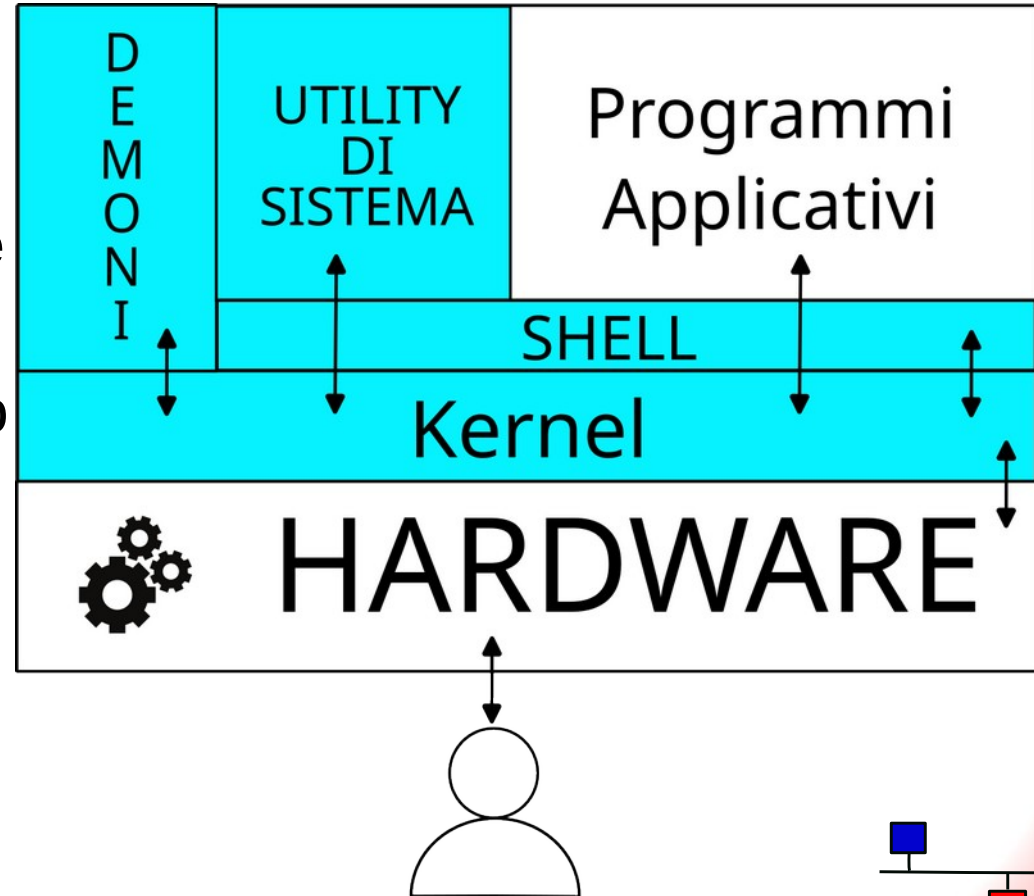 D
E
M
O
N
I
UTILITY
DI
SISTEMA
Programmi
Applicativi
SHELL
Kernel
HARDWARE